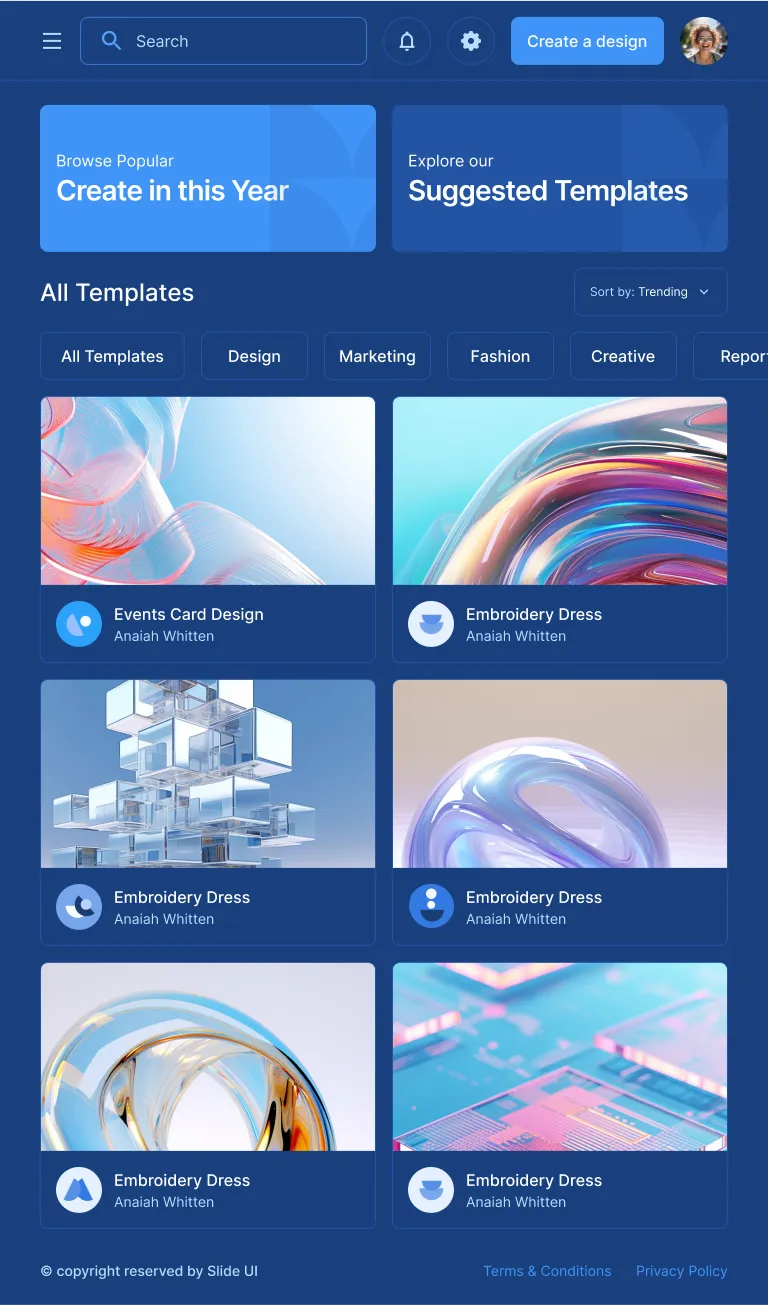 Search
Create a design
Browse Popular
Create in this Year
Explore our
Suggested Templates
All Templates
Sort by: Trending
All Templates
Design
Marketing
Fashion
Creative
Repor
Events Card Design
Anaiah Whitten
Embroidery Dress
Anaiah Whitten
Embroidery Dress
Anaiah Whitten
Embroidery Dress
Anaiah Whitten
Embroidery Dress
Anaiah Whitten
Embroidery Dress
Anaiah Whitten
© copyright reserved by Slide UI
Terms & Conditions
Privacy Policy